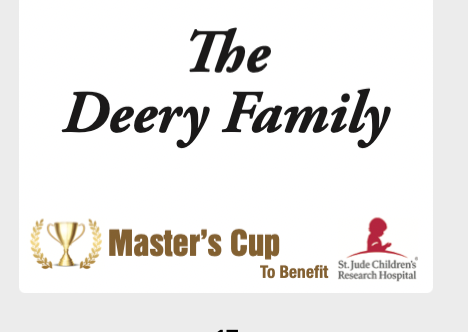 The
Deery Family
Master's Cup
To Benefit
St. Jude Children's
Research Hospital